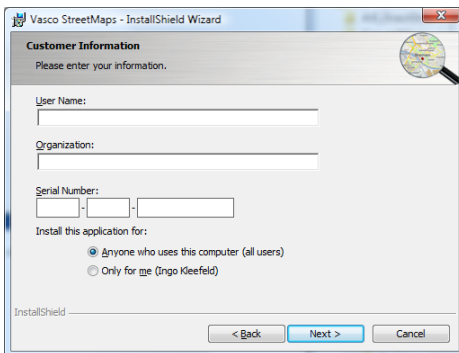 Vasco StreetMaps - InstallShield Wizard
Customer Information
Please enter your information.
User Name:
Organization:
Serial Number:
- -
Install this application for:
Anyone who uses this computer (all users)
Only for me (Ingo Kleefeld)
InstallShield
< Back Next > Cancel